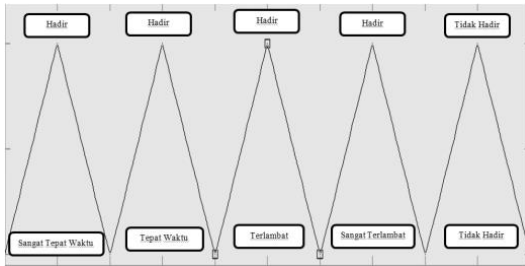 Hadir
Hadir
Hadir
Hadir
Tidak Hadir
Sangat Tepat Waktu
Tepat Waktu
Terlambat
Sangat Terlambat
Tidak Hadir